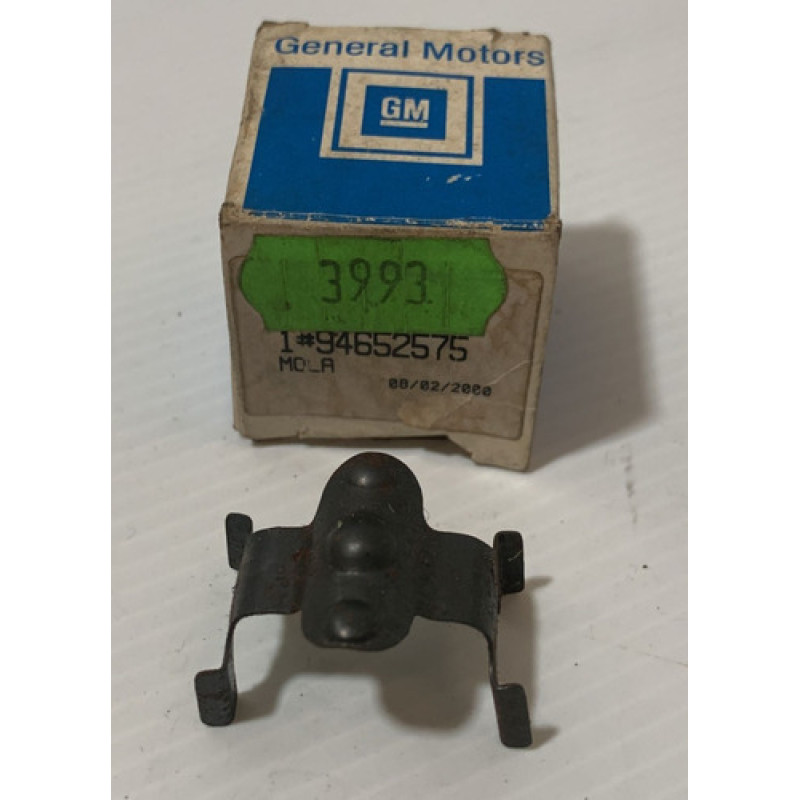 General Motors
GM
3993
1#94652575
MOLA
08/02/2000